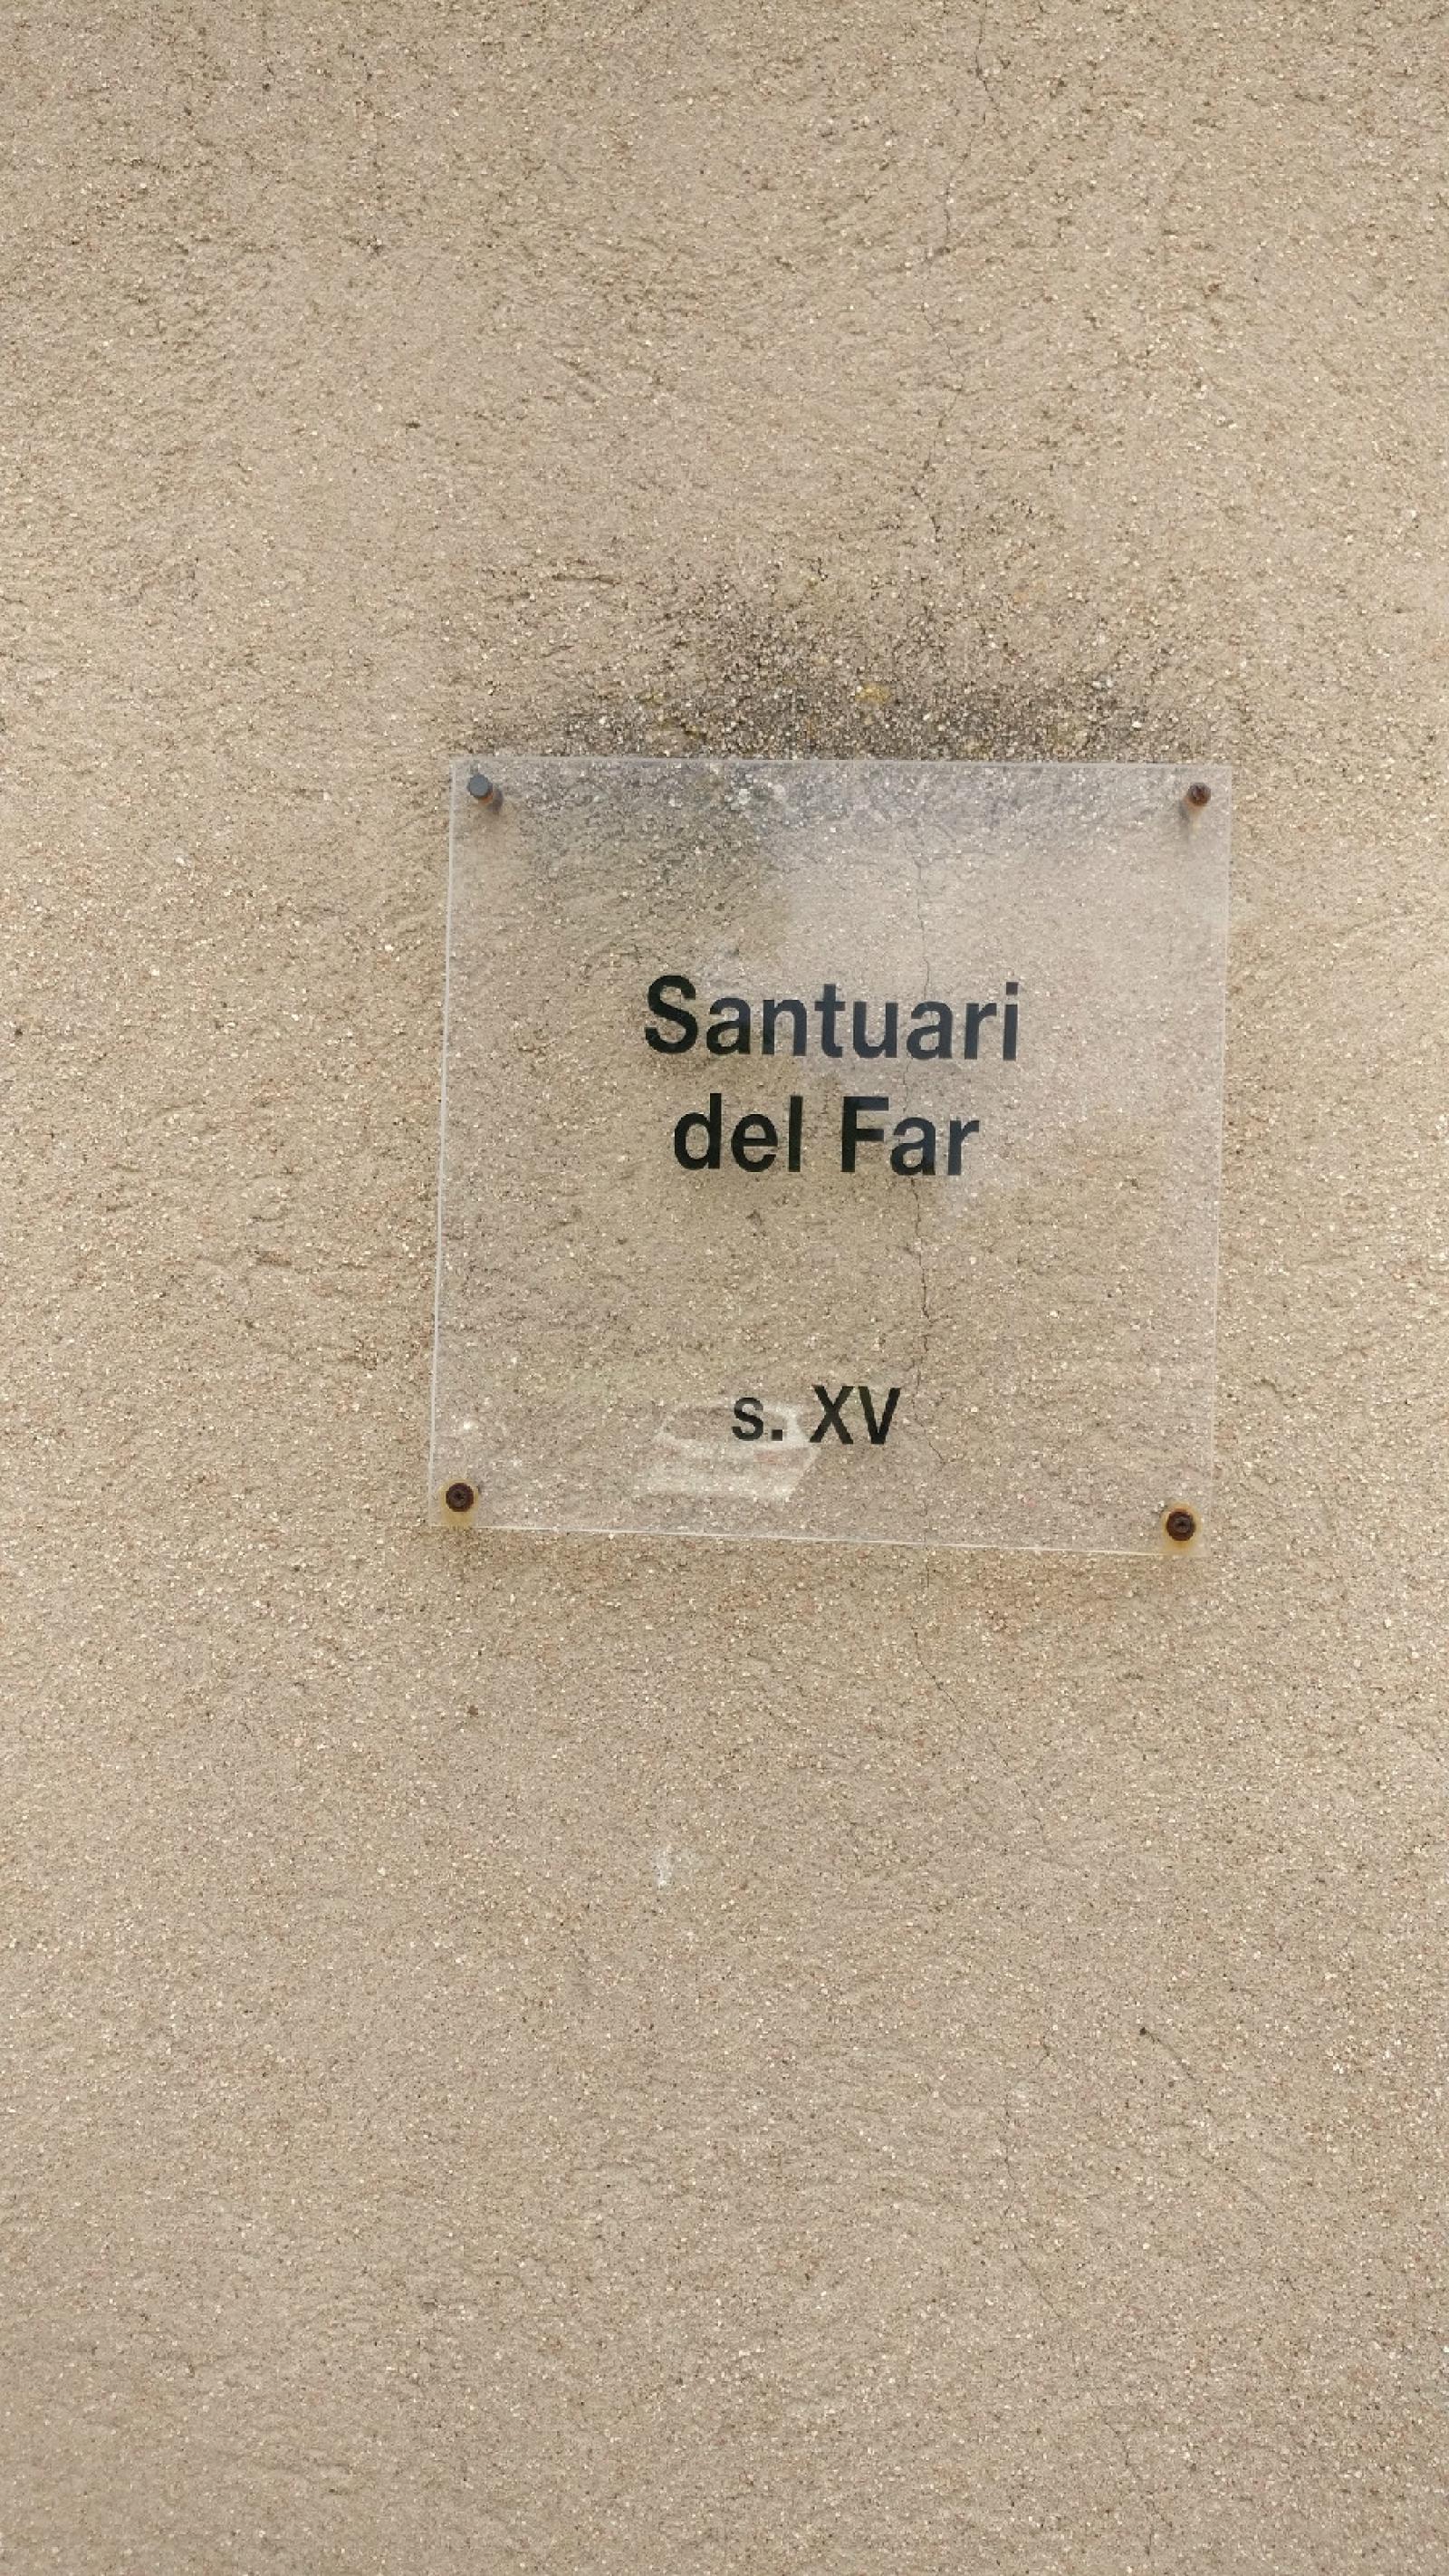 Santuari
del Far
s. XV